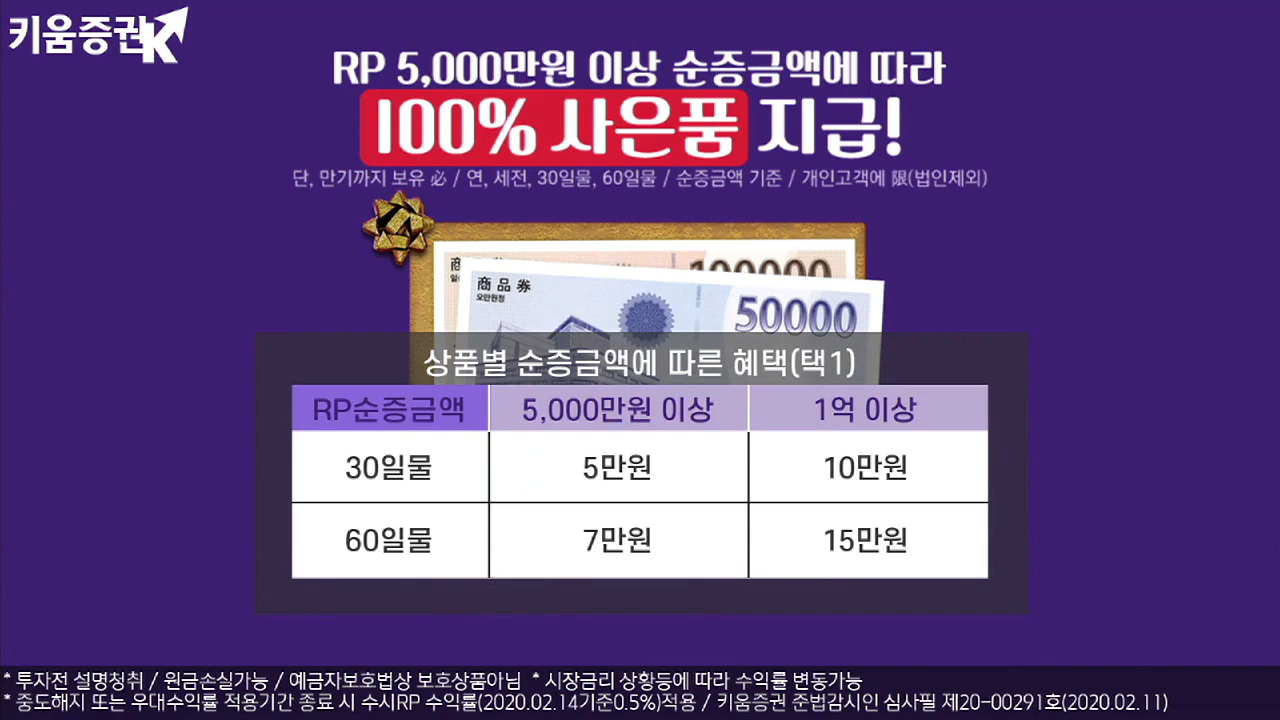 키움증권K
RP 5,000만원 이상 순증금액에 따라
100% 사은품 지급!
단, 만기까지 보유 必 / 연, 세전, 30일물, 60일물 / 순증금액 기준 / 개인고객에 限(법인제외)
100000
商品券
오만원정
50000
상품별 순증금액에 따른 혜택(택1)
RP순증금액 5,000만원 이상 1억 이상
30일물 5만원 10만원
60일물 7만원 15만원
* 투자전 설명청취 / 원금손실가능 / 예금자보호법상 보호상품아님 * 시장금리 상황등에 따라 수익률 변동가능
* 중도해지 또는 우대수익률 적용기간 종료 시 수시RP 수익률(2020.02.14기준0.5%)적용 / 키움증권 준법감시인 심사필 제20-00291호(2020.02.11)